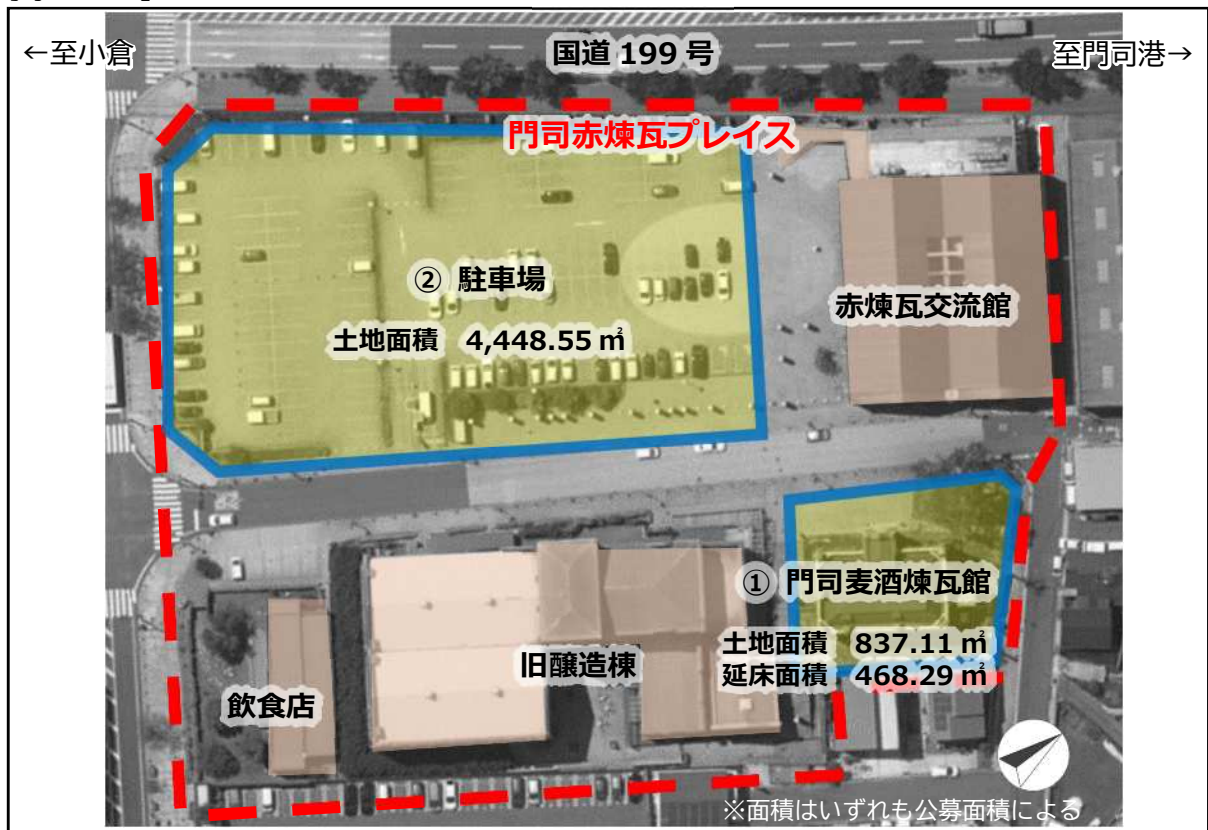 ←至小倉
国道 199 号
至門司港→
門司赤煉瓦プレイス
② 駐車場
土地面積 4,448.55 ㎡
赤煉瓦交流館
① 門司麦酒煉瓦館
土地面積 837.11 ㎡
延床面積 468.29 ㎡
旧醸造棟
飲食店
※面積はいずれも公募面積による